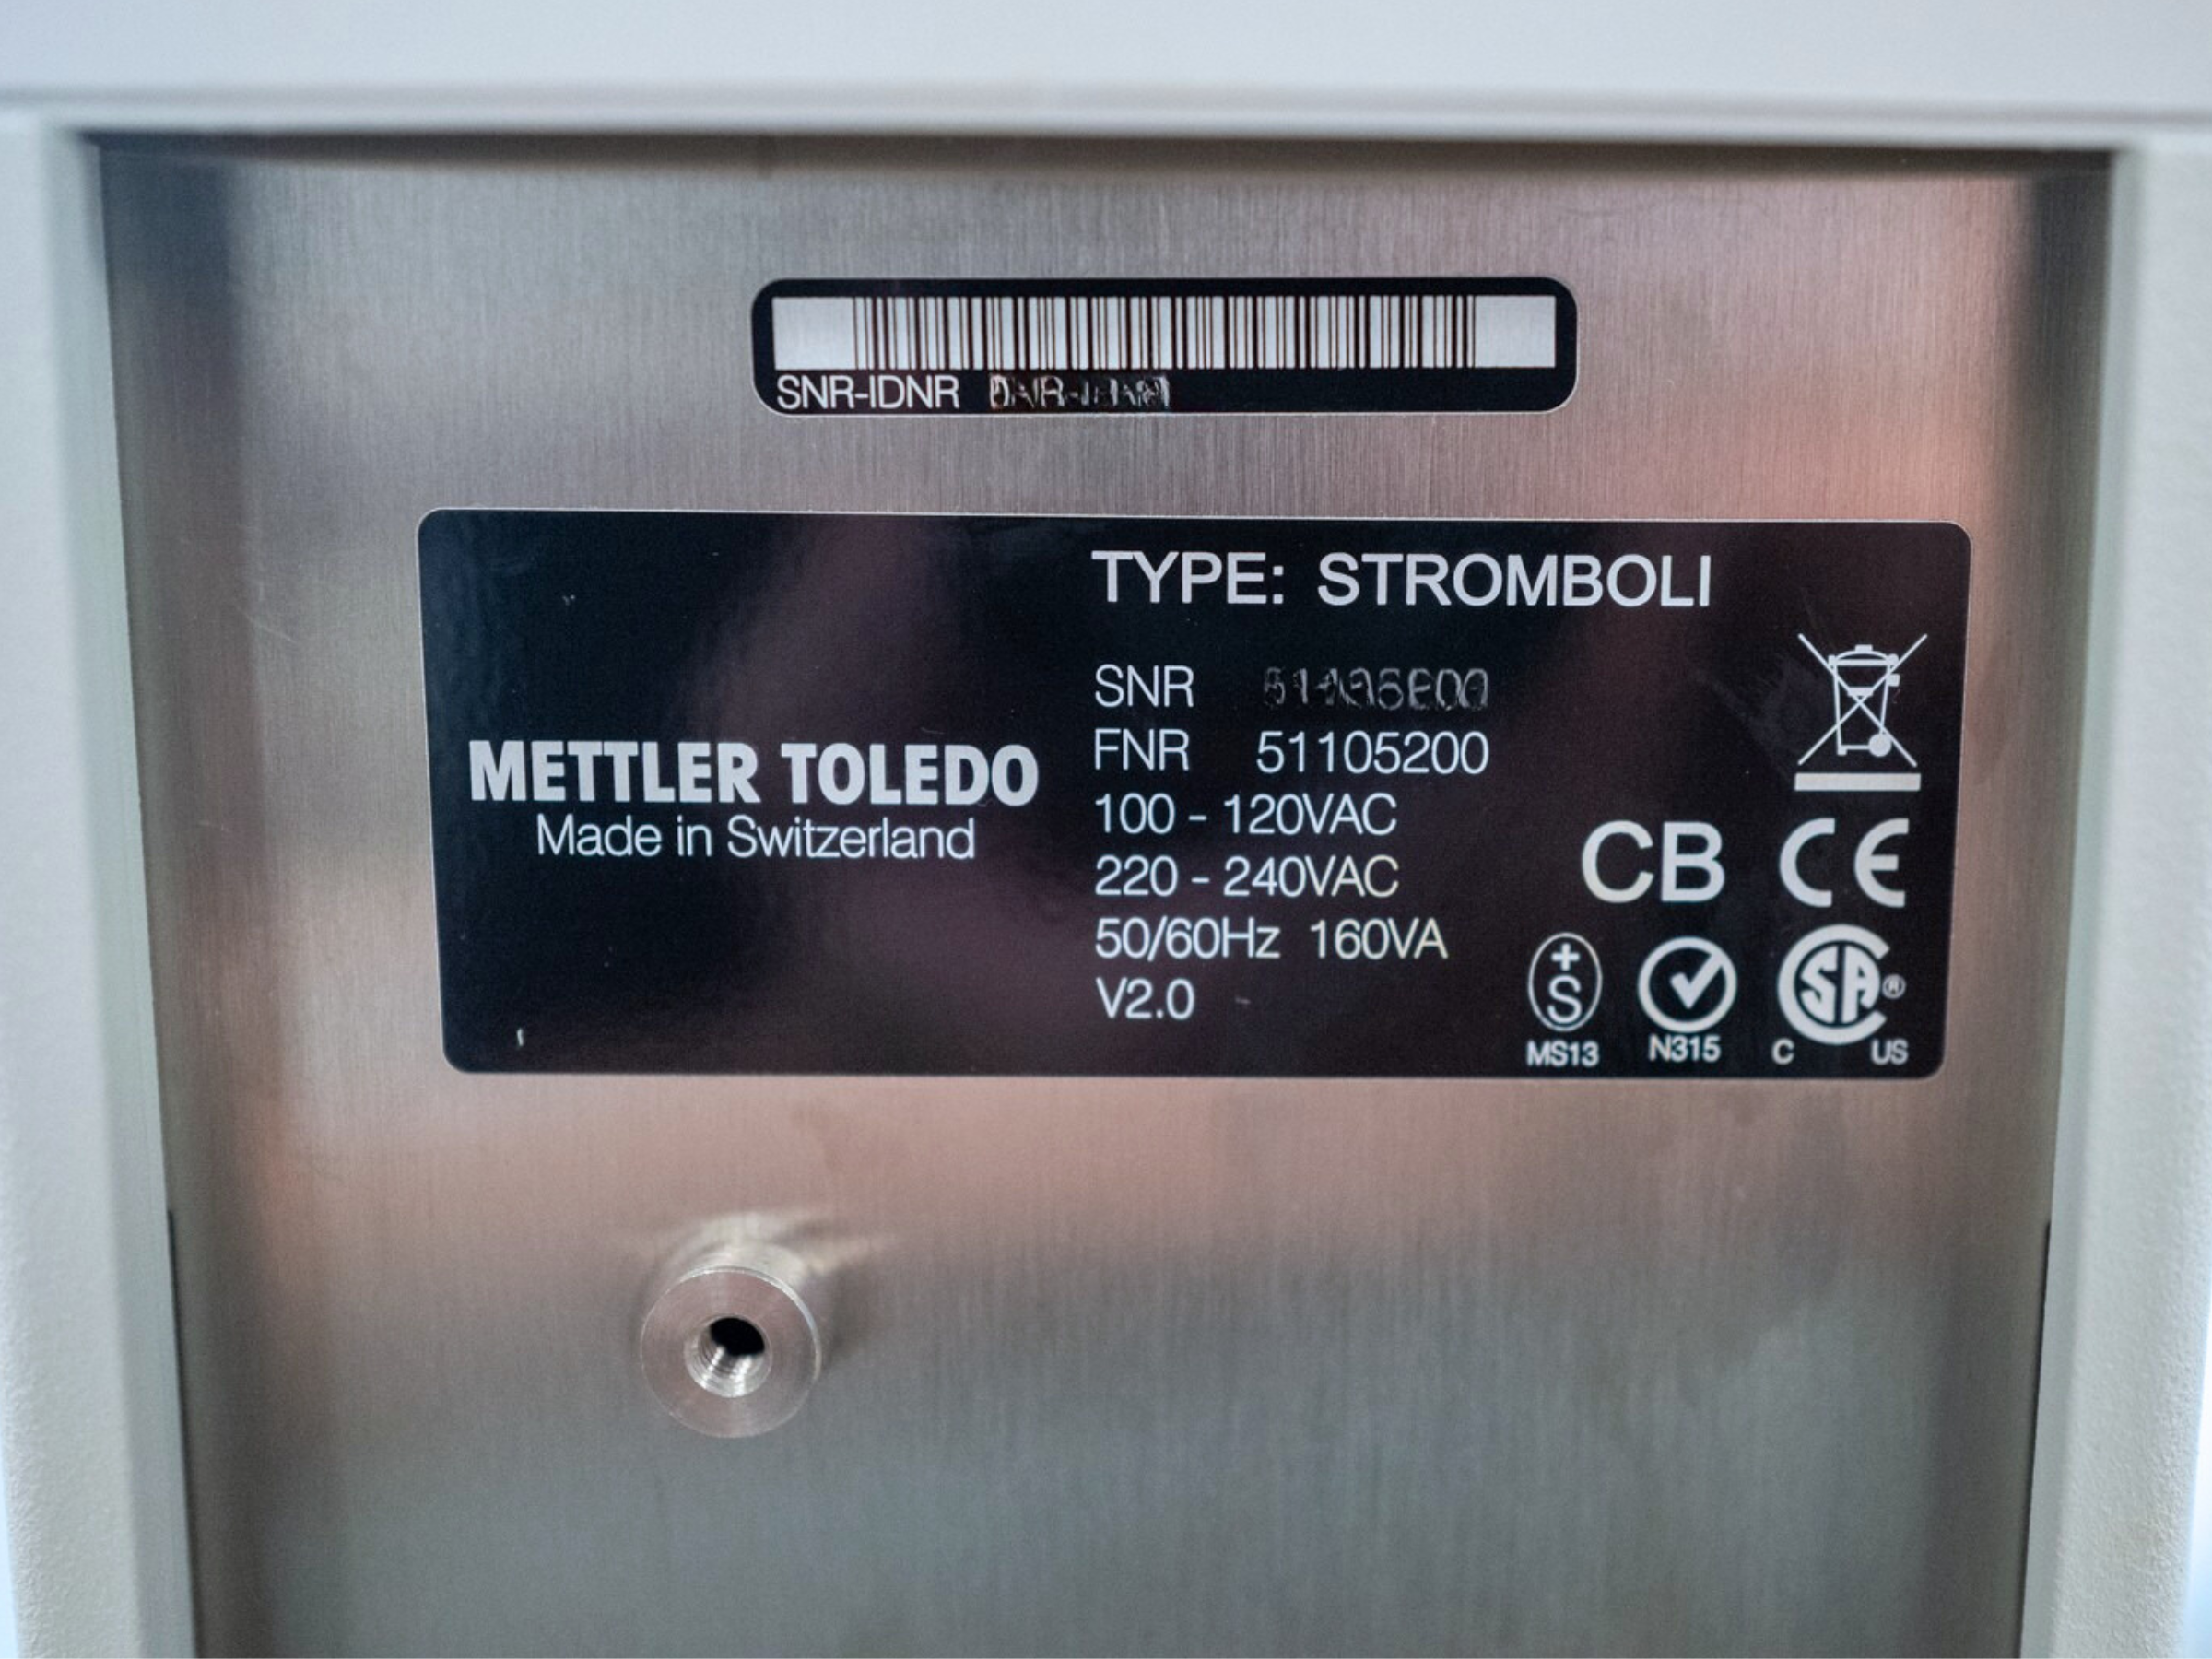 SNR-IDNR
TYPE: STROMBOLI
SNR
METTLER TOLEDO
Made in Switzerland
FNR 51105200
100 - 120VAC
220 - 240VAC
50/60Hz 160VA
V2.0
CB CE
+
S
MS13
N315
SA®
C US